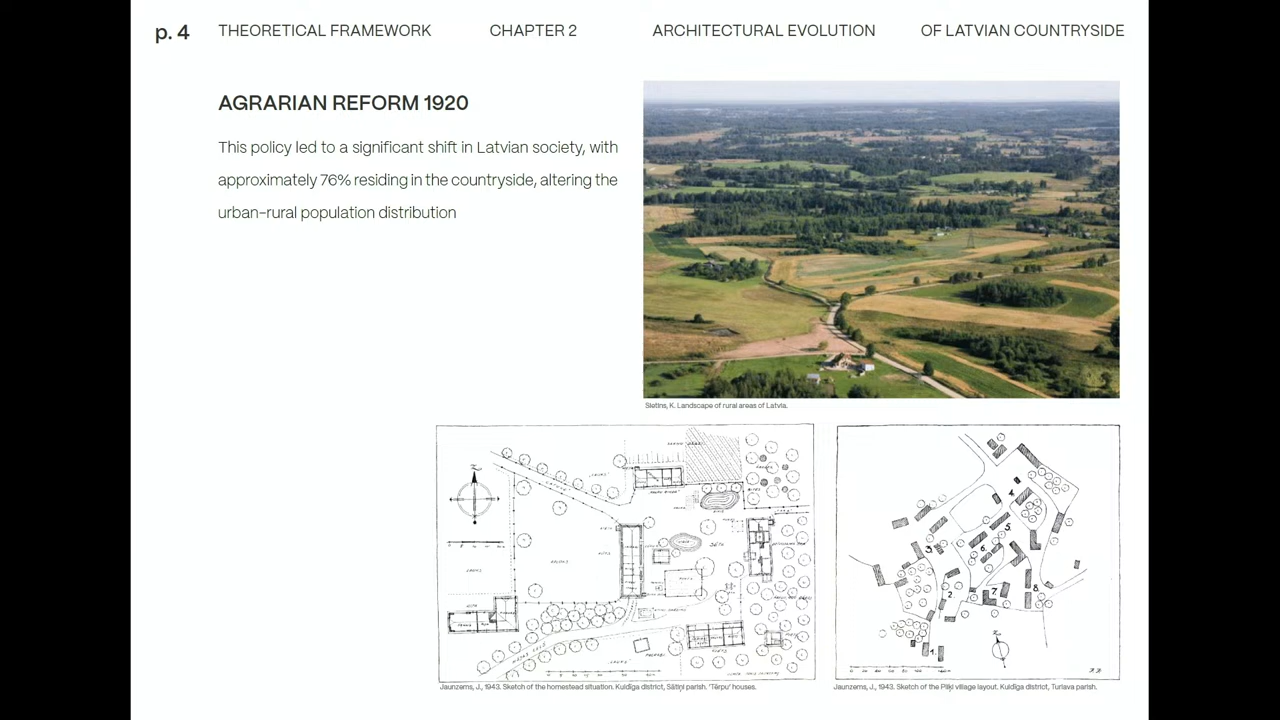 p. 4 THEORETICAL FRAMEWORK CHAPTER 2 ARCHITECTURAL EVOLUTION OF LATVIAN COUNTRYSIDE
AGRARIAN REFORM 1920
This policy led to a significant shift in Latvian society, with
approximately 76% residing in the countryside, altering the
urban-rural population distribution
Sietins, K. Landscape of rural areas of Latvia.
Jaunzems, J., 1943. Sketch of the homestead situation. Kuldīga district, Sātiņi parish. 'Tērpu' houses.
Jaunzems, J., 1943. Sketch of the Pliķi village layout. Kuldīga district, Turlava parish.